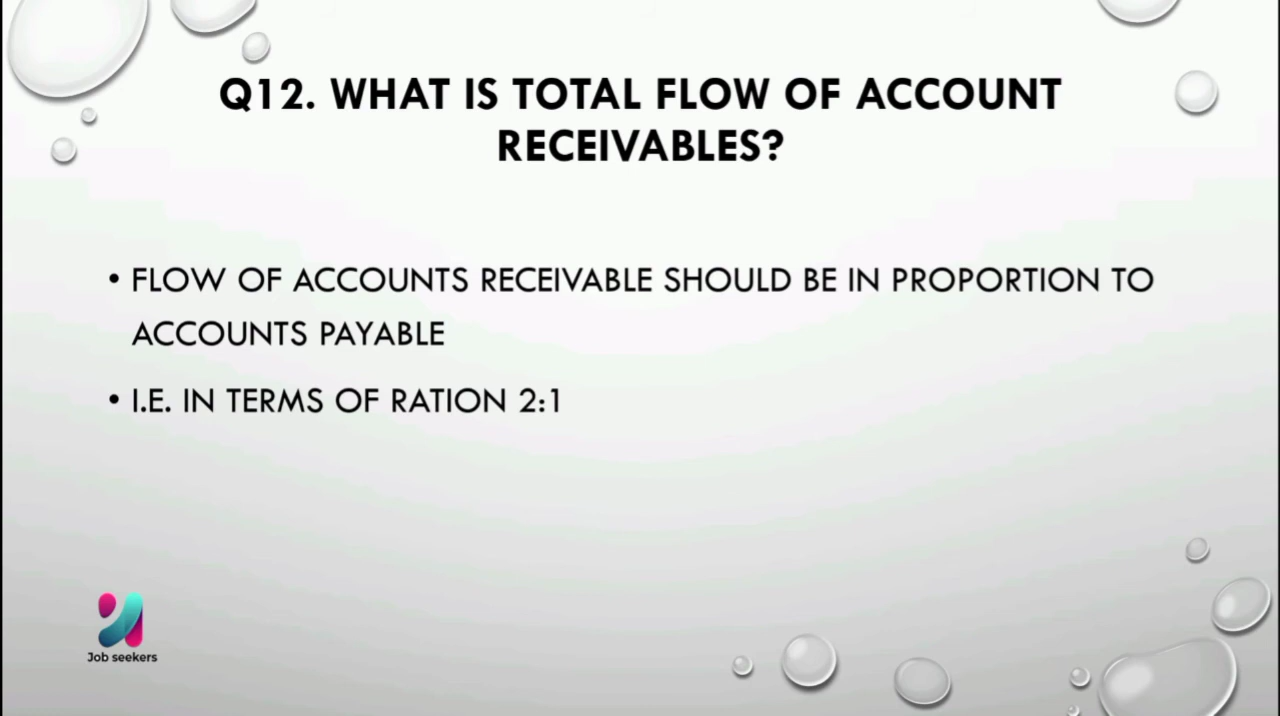 Q12. WHAT IS TOTAL FLOW OF ACCOUNT
RECEIVABLES?
• FLOW OF ACCOUNTS RECEIVABLE SHOULD BE IN PROPORTION TO
ACCOUNTS PAYABLE
• I.E. IN TERMS OF RATION 2:1
Job seekers